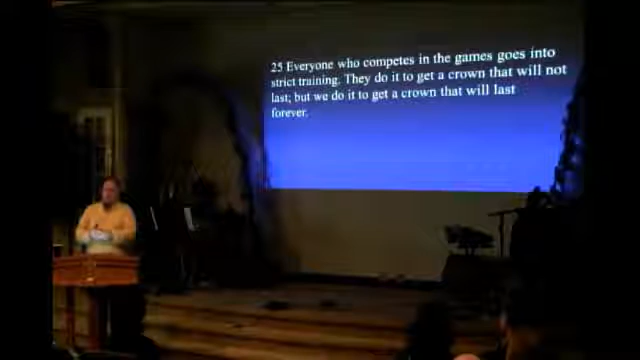 25 Everyone who competes in the games goes into
strict training. They do it to get a crown that will not
last; but we do it to get a crown that will last
forever.